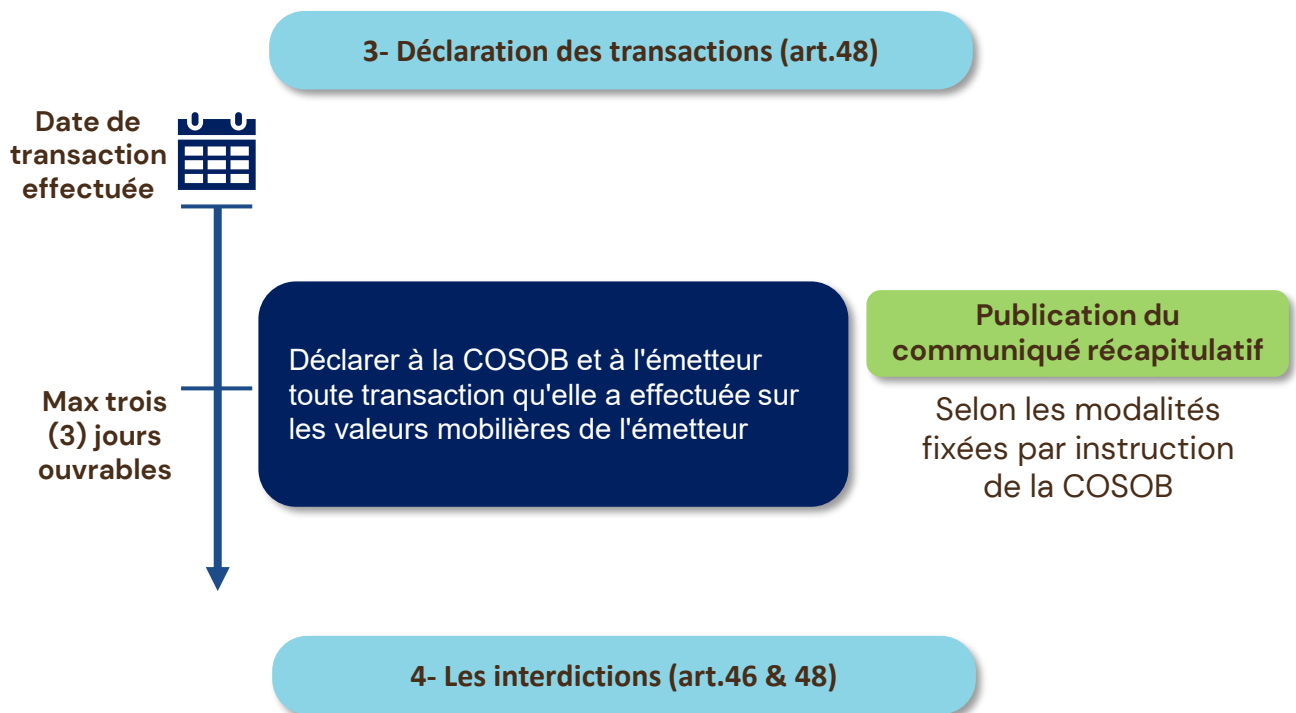 3- Déclaration des transactions (art.48)
Date de
transaction
effectuée
Déclarer à la COSOB et à l'émetteur
toute transaction qu'elle a effectuée sur
les valeurs mobilières de l'émetteur
Max trois
(3) jours
ouvrables
Publication du
communiqué récapitulatif
Selon les modalités
fixées par instruction
de la COSOB
4- Les interdictions (art.46 & 48)